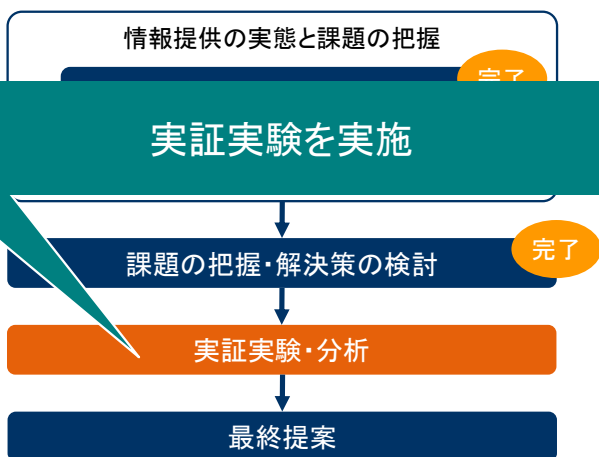 情報提供の実態と課題の把握
完了
実証実験を実施
課題の把握・解決策の検討
完了
実証実験・分析
最終提案